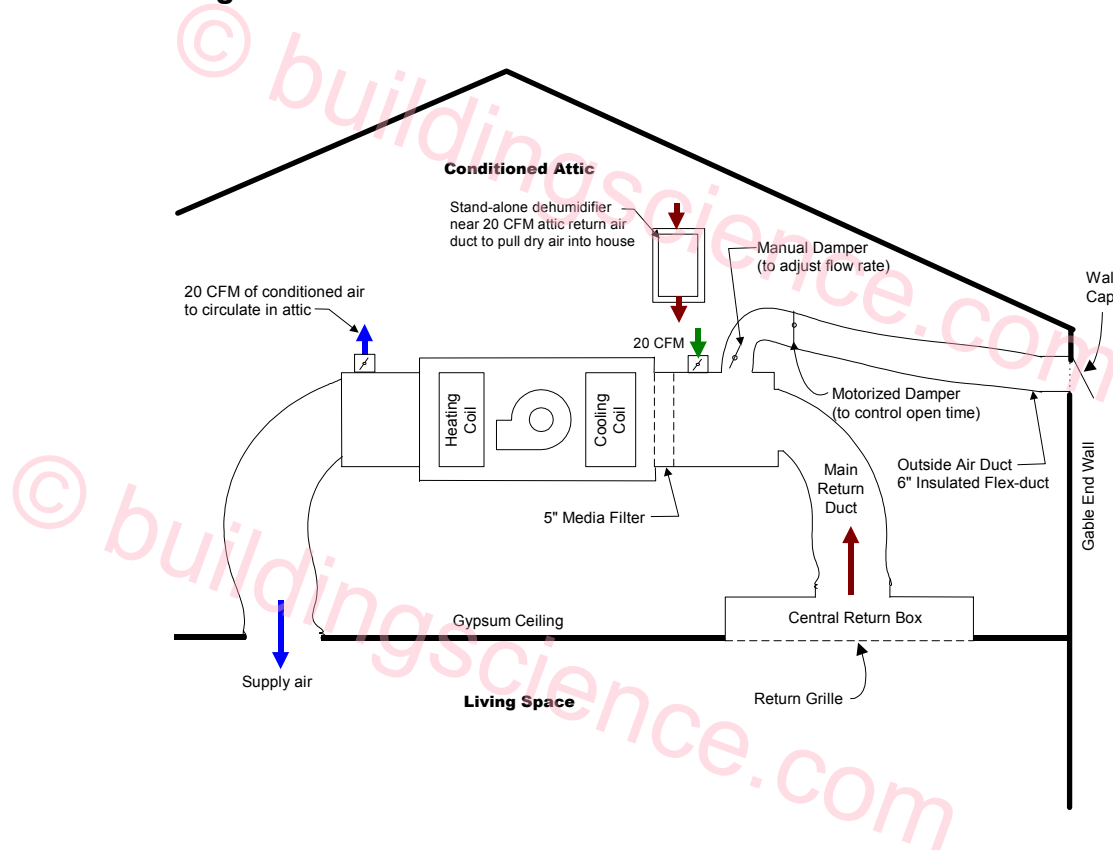 © buildingscience.com
Conditioned Attic
Stand-alone dehumidifier
near 20 CFM attic return air
duct to pull dry air into house
Manual Damper
(to adjust flow rate)
20 CFM of conditioned air
to circulate in attic
20 CFM
Motorized Damper
(to control open time)
Heating
Coil
Cooling
Coil
Main
Return
Duct
Outside Air Duct
6" Insulated Flex-duct
Gable End Wall
5" Media Filter
© buildingscience.com
Gypsum Ceiling
Central Return Box
Supply air
Living Space
Return Grille